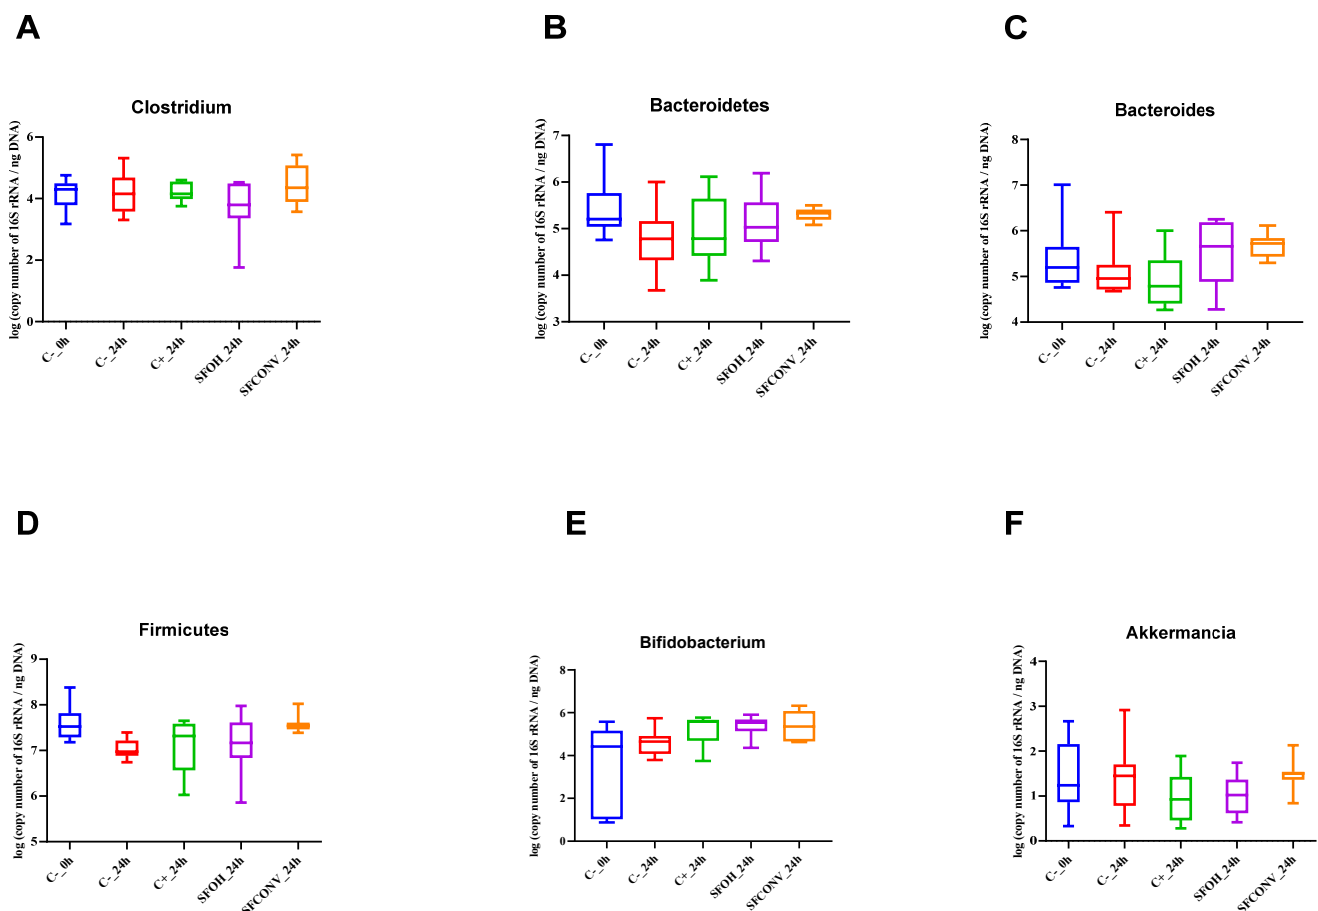 A
B
C
Clostridium
log (copy number of 16S rRNA / ng DNA)
6
4
2
0
C-_0h
C-_24h
C+_24h
SFOH_24h
SFCONV_24h
Bacteroidetes
log (copy number of 16S rRNA / ng DNA)
7
6
5
4
3
C-_0h
C-_24h
C+_24h
SFOH_24h
SFCONV_24h
Bacteroides
log (copy number of 16S rRNA / ng DNA)
8
7
6
5
4
C-_0h
C-_24h
C+_24h
SFOH_24h
SFCONV_24h
D
E
F
Firmicutes
log (copy number of 16S rRNA / ng DNA)
9
8
7
6
5
C-_0h
C-_24h
C+_24h
SFOH_24h
SFCONV_24h
Bifidobacterium
log (copy number of 16S rRNA / ng DNA)
8
6
4
2
0
C-_0h
C-_24h
C+_24h
SFOH_24h
SFCONV_24h
Akkermancia
log (copy number of 16S rRNA / ng DNA)
4
3
2
1
0
C-_0h
C-_24h
C+_24h
SFOH_24h
SFCONV_24h